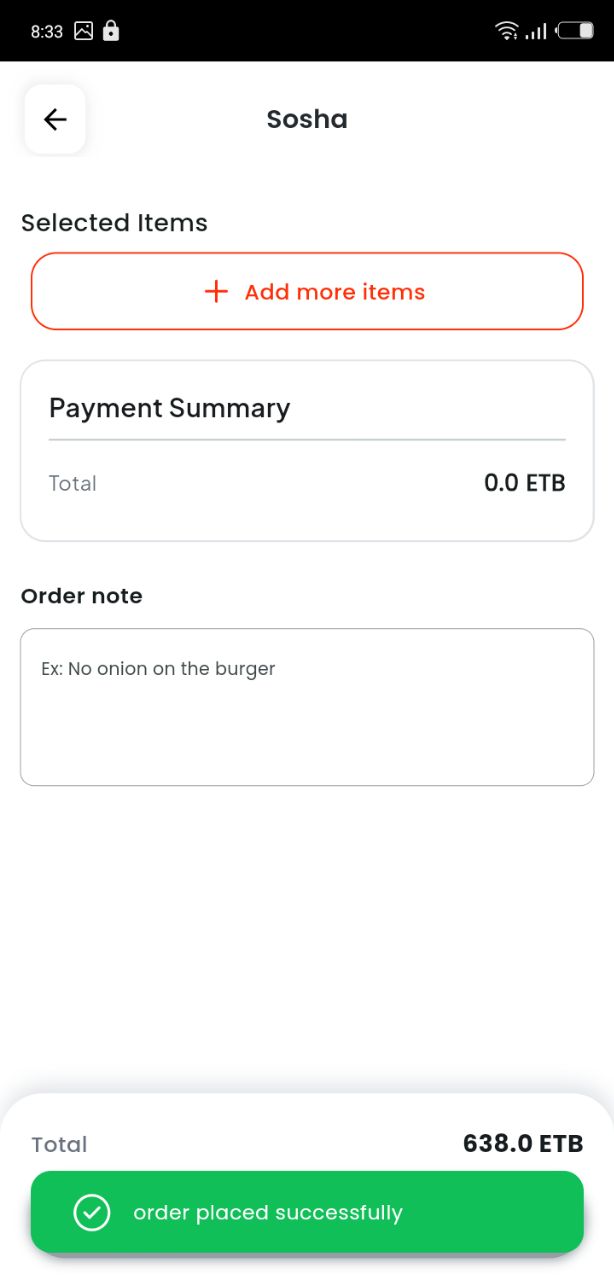 8:33
Sosha
Selected Items
+ Add more items
Payment Summary
Total 0.0 ETB
Order note
Ex: No onion on the burger
Total 638.0 ETB
order placed successfully